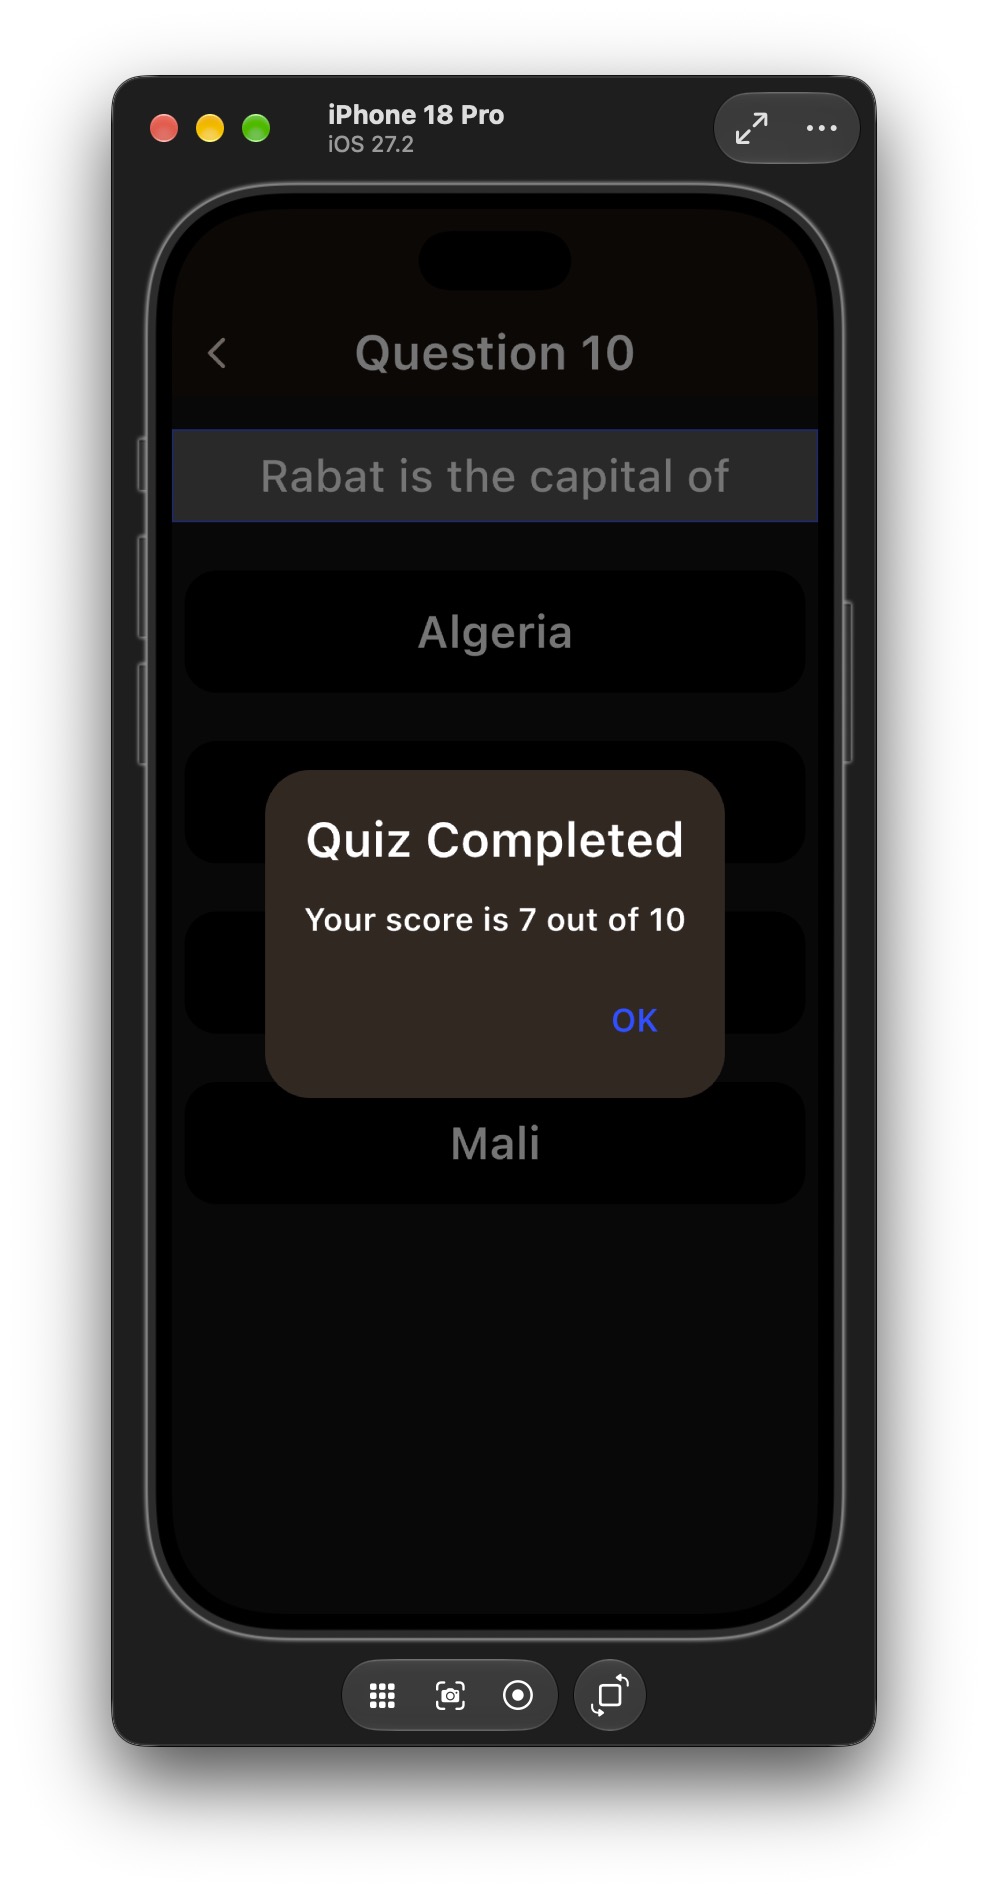 iPhone 18 Pro
iOS 27.2
Question 10
Rabat is the capital of
Algeria
Quiz Completed
Your score is 7 out of 10
OK
Mali